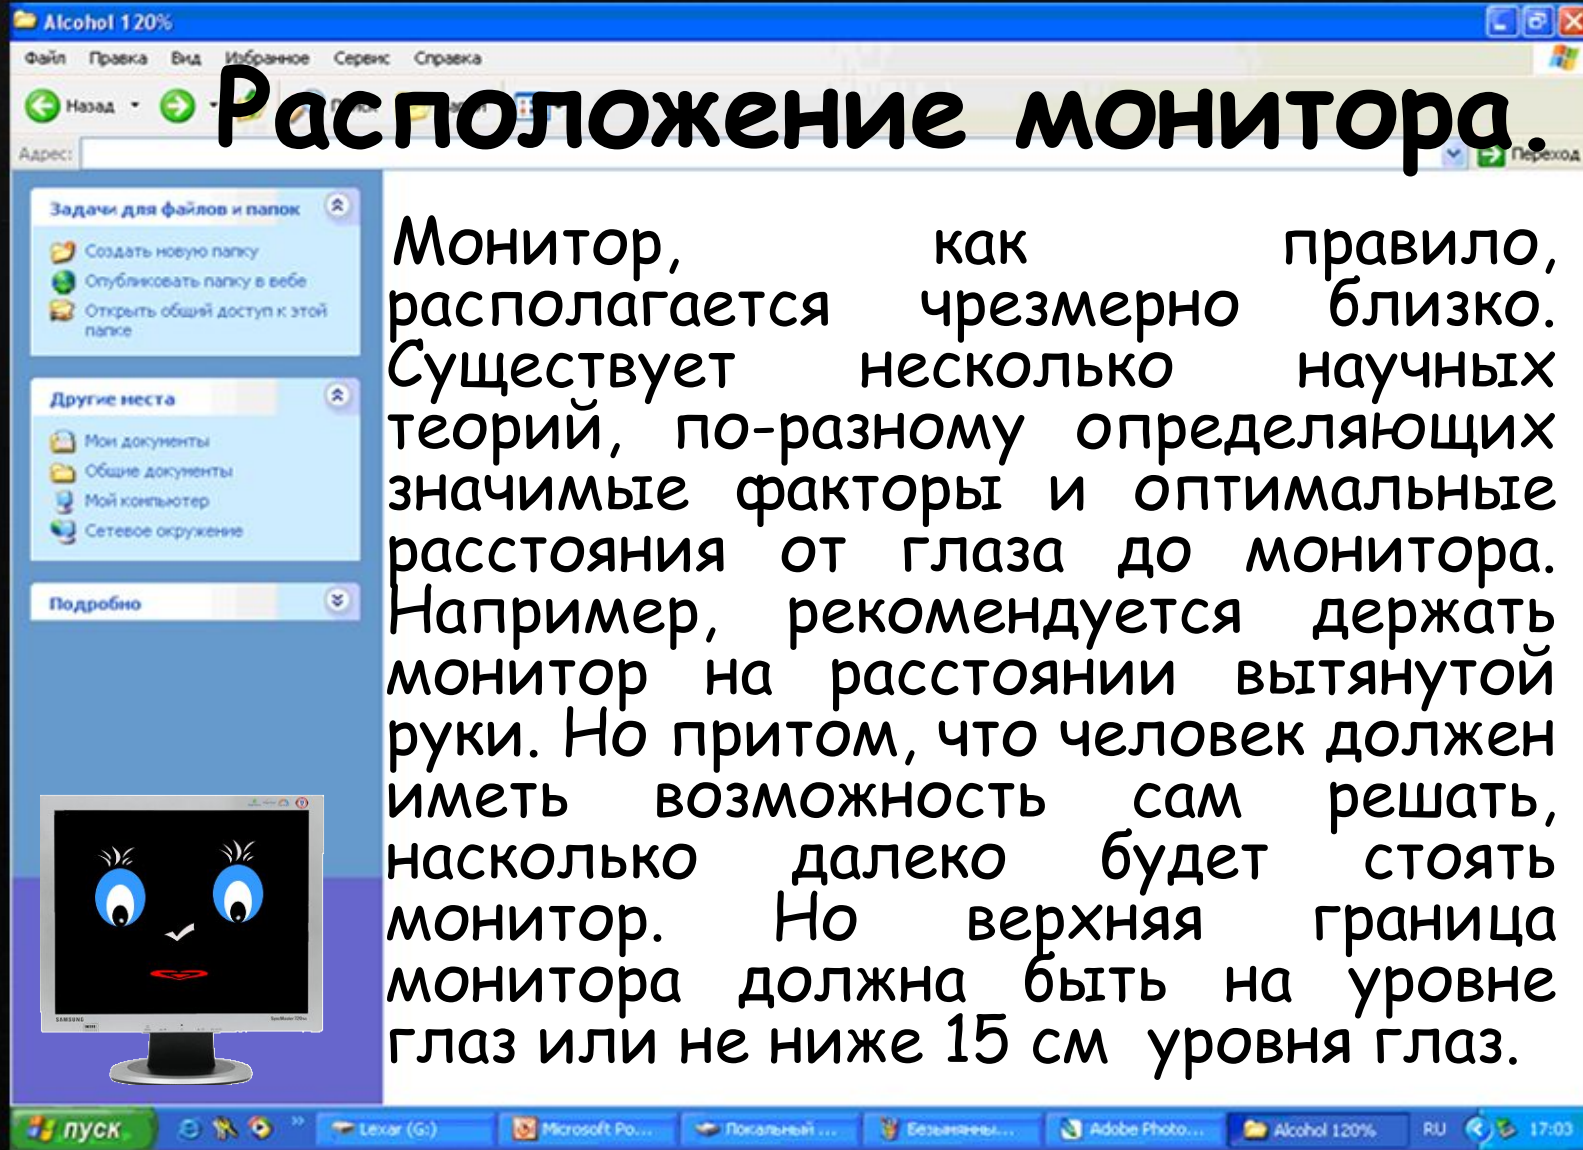 Alcohol 120%
Файл Правка Вид Избранное Сервис Справка
Назад
Расположение монитора.
Адрес: Переход
Задачи для файлов и папок
Создать новую папку
Опубликовать папку в вебе
Открыть общий доступ к этой
папке
Другие места
Мои документы
Общие документы
Мой компьютер
Сетевое окружение
Подробно
Монитор, как правило,
располагается чрезмерно близко.
Существует несколько научных
теорий, по-разному определяющих
значимые факторы и оптимальные
расстояния от глаза до монитора.
Например, рекомендуется держать
монитор на расстоянии вытянутой
руки. Но притом, что человек должен
иметь возможность сам решать,
насколько далеко будет стоять
монитор. Но верхняя граница
монитора должна быть на уровне
глаз или не ниже 15 см уровня глаз.
SAMSUNG
пуск Lexar (G:) Microsoft Po... Локальный ... Безымянны... Adobe Photo... Alcohol 120% RU 17:03